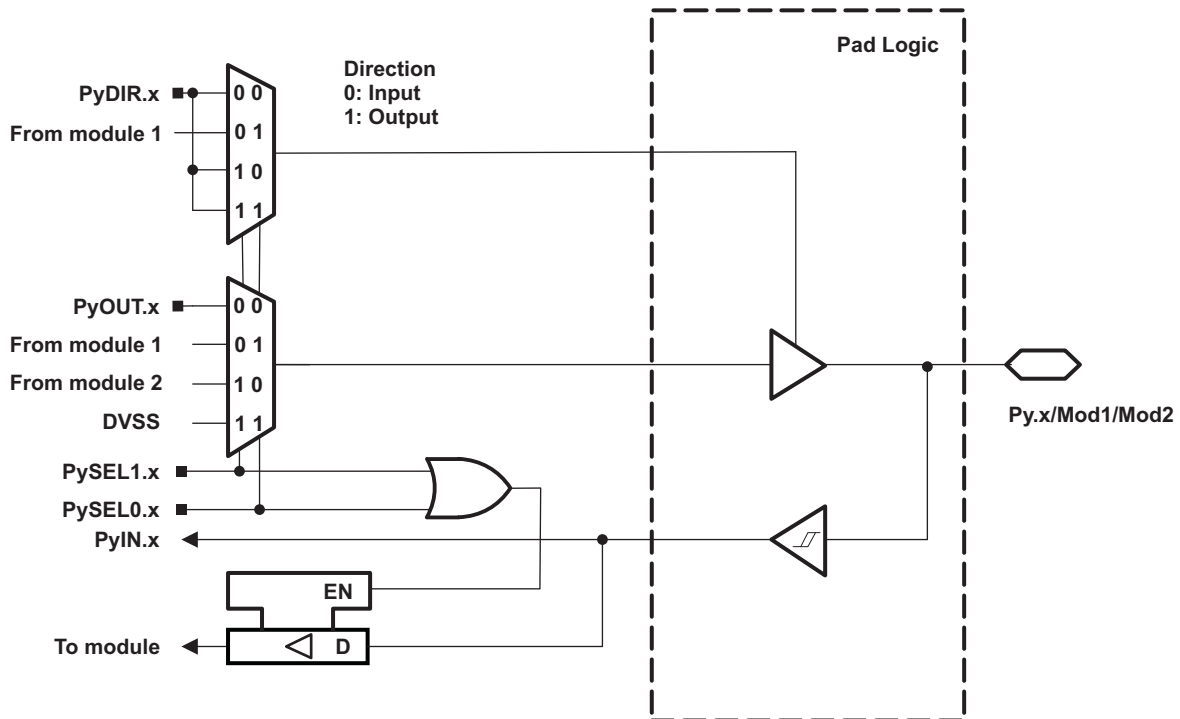 Pad Logic
Direction
0: Input
1: Output
PyDIR.x
0 0
From module 1
0 1
1 0
1 1
PyOUT.x
0 0
From module 1
0 1
From module 2
1 0
DVSS
1 1
Py.x/Mod1/Mod2
PySEL1.x
PySEL0.x
PyIN.x
EN
To module
D